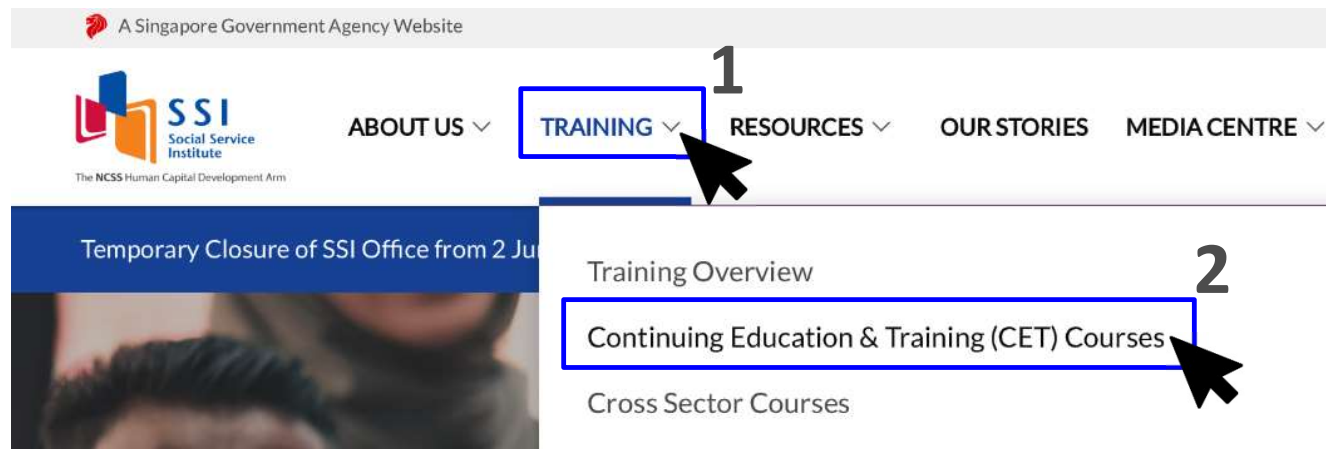 A Singapore Government Agency Website
1
SSI
Social Service
Institute
The NCSS Human Capital Development Arm
ABOUT US TRAINING RESOURCES OUR STORIES MEDIA CENTRE
Temporary Closure of SSI Office from 2 Ju
Training Overview
2
Continuing Education & Training (CET) Courses
Cross Sector Courses